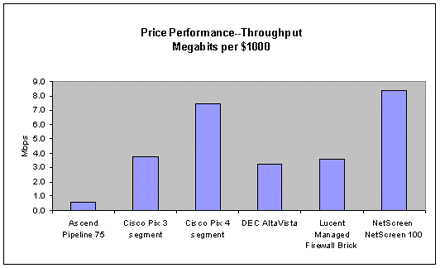 Price Performance--Throughput
Megabits per $1000
Mbps
9.0
8.0
7.0
6.0
5.0
4.0
3.0
2.0
1.0
0.0
Ascend
Pipeline 75
Cisco Pix 3
segment
Cisco Pix 4
segment
DEC AltaVista
Lucent
Managed
Firewall Brick
NetScreen
NetScreen 100